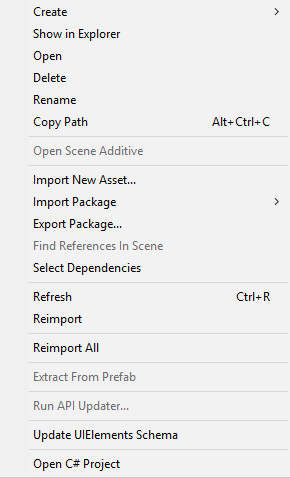 Create
Show in Explorer
Open
Delete
Rename
Copy Path Alt+Ctrl+C
Open Scene Additive
Import New Asset...
Import Package
Export Package...
Find References In Scene
Select Dependencies
Refresh Ctrl+R
Reimport
Reimport All
Extract From Prefab
Run API Updater...
Update UIElements Schema
Open C# Project